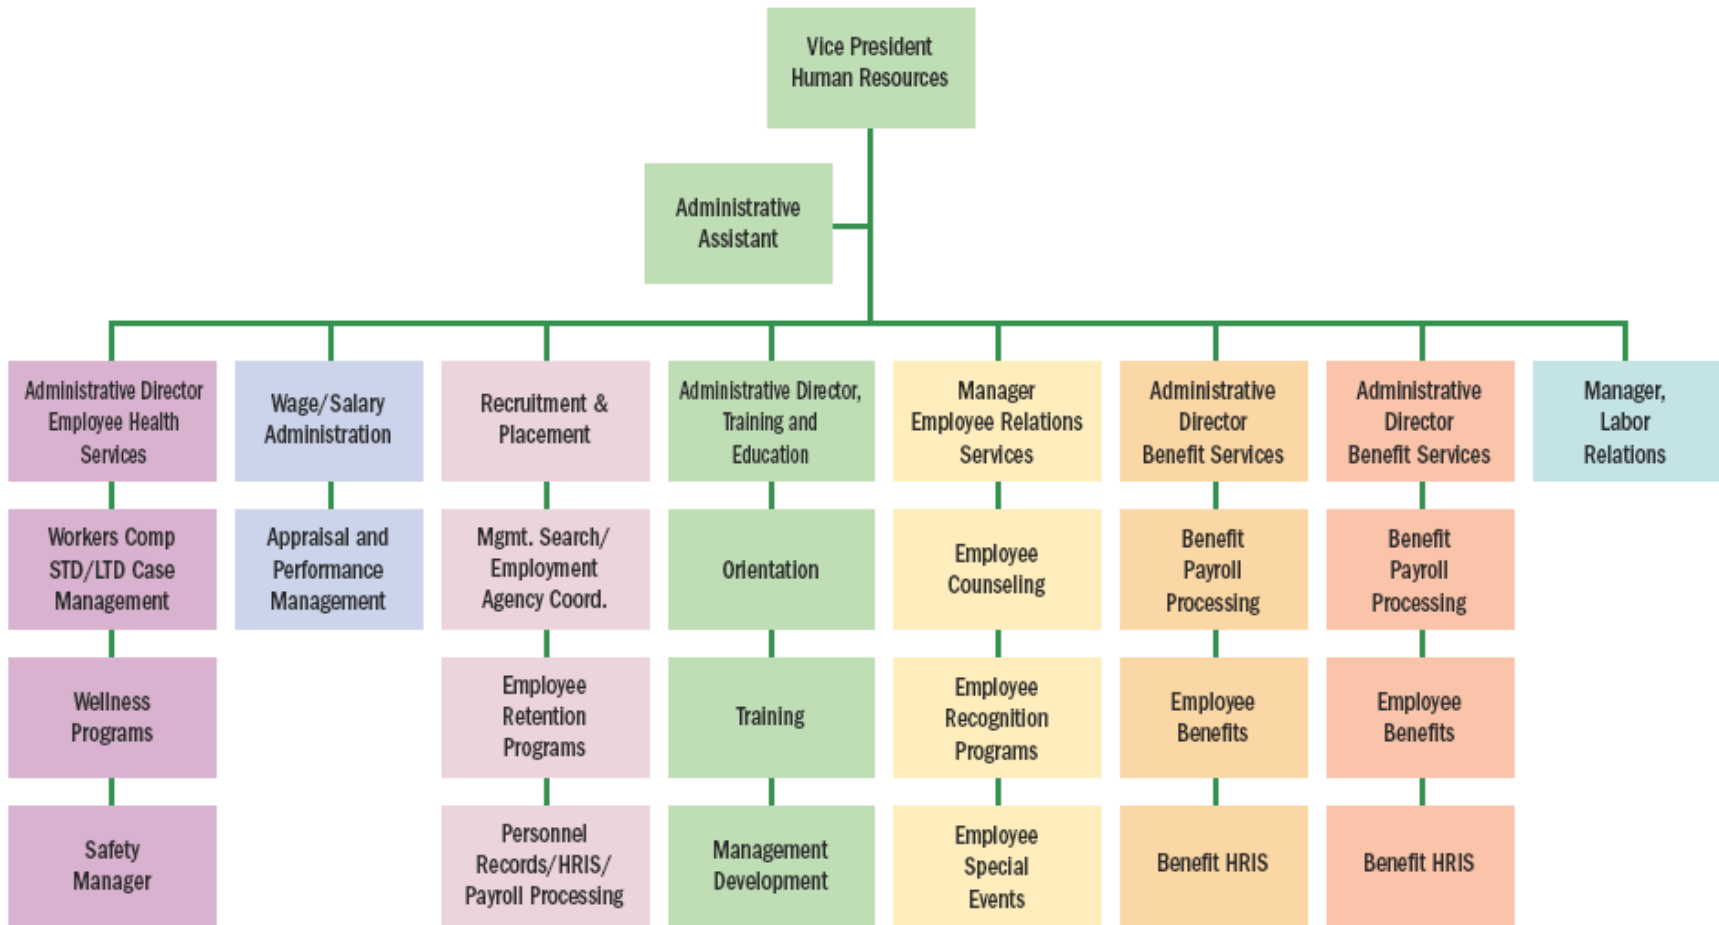 Vice President
Human Resources
Administrative
Assistant
Administrative Director
Employee Health
Services
Wage/Salary
Administration
Recruitment &
Placement
Administrative Director,
Training and
Education
Manager
Employee Relations
Services
Administrative
Director
Benefit Services
Administrative
Director
Benefit Services
Manager,
Labor
Relations
Workers Comp
STD/LTD Case
Management
Appraisal and
Performance
Management
Mgmt. Search/
Employment
Agency Coord.
Orientation
Employee
Counseling
Benefit
Payroll
Processing
Benefit
Payroll
Processing
Wellness
Programs
Employee
Retention
Programs
Training
Employee
Recognition
Programs
Employee
Benefits
Employee
Benefits
Safety
Manager
Personnel
Records/HRIS/
Payroll Processing
Management
Development
Employee
Special
Events
Benefit HRIS
Benefit HRIS